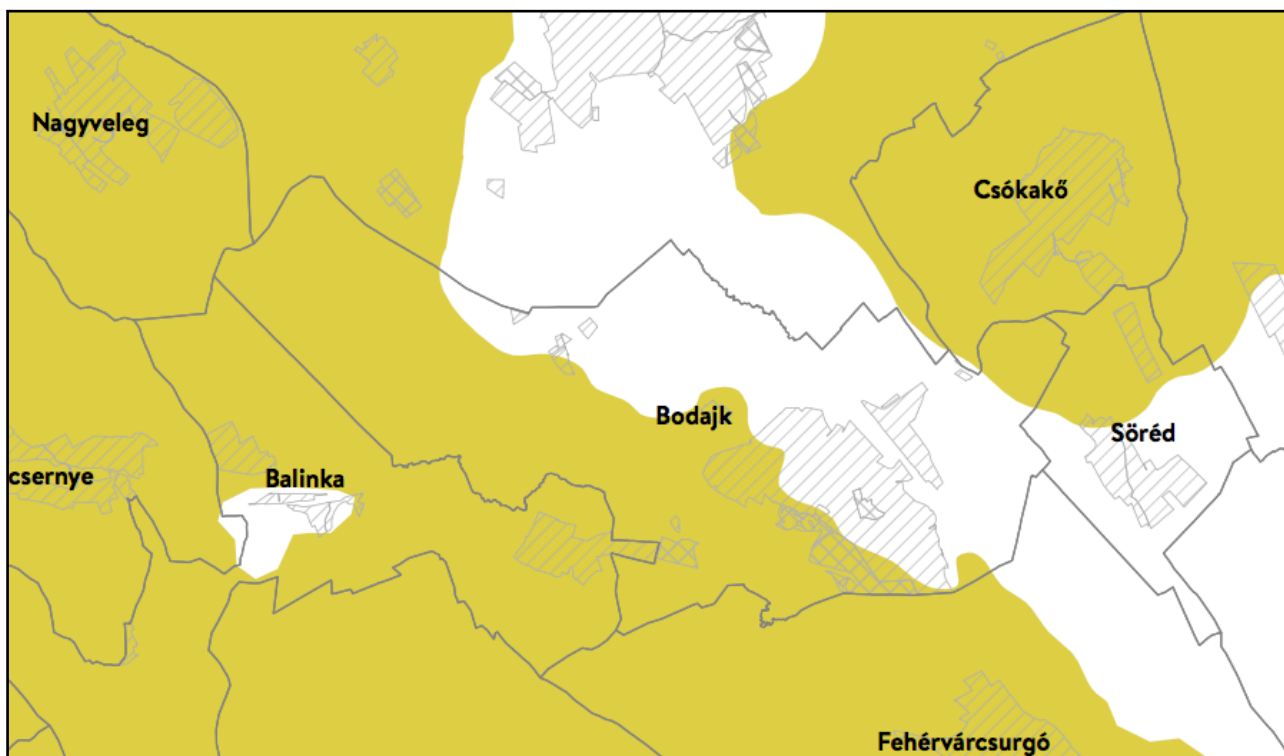 Nagyveleg
Csókakő
Bodajk
Söréd
csernye
Balinka
Fehérvárcsurgó